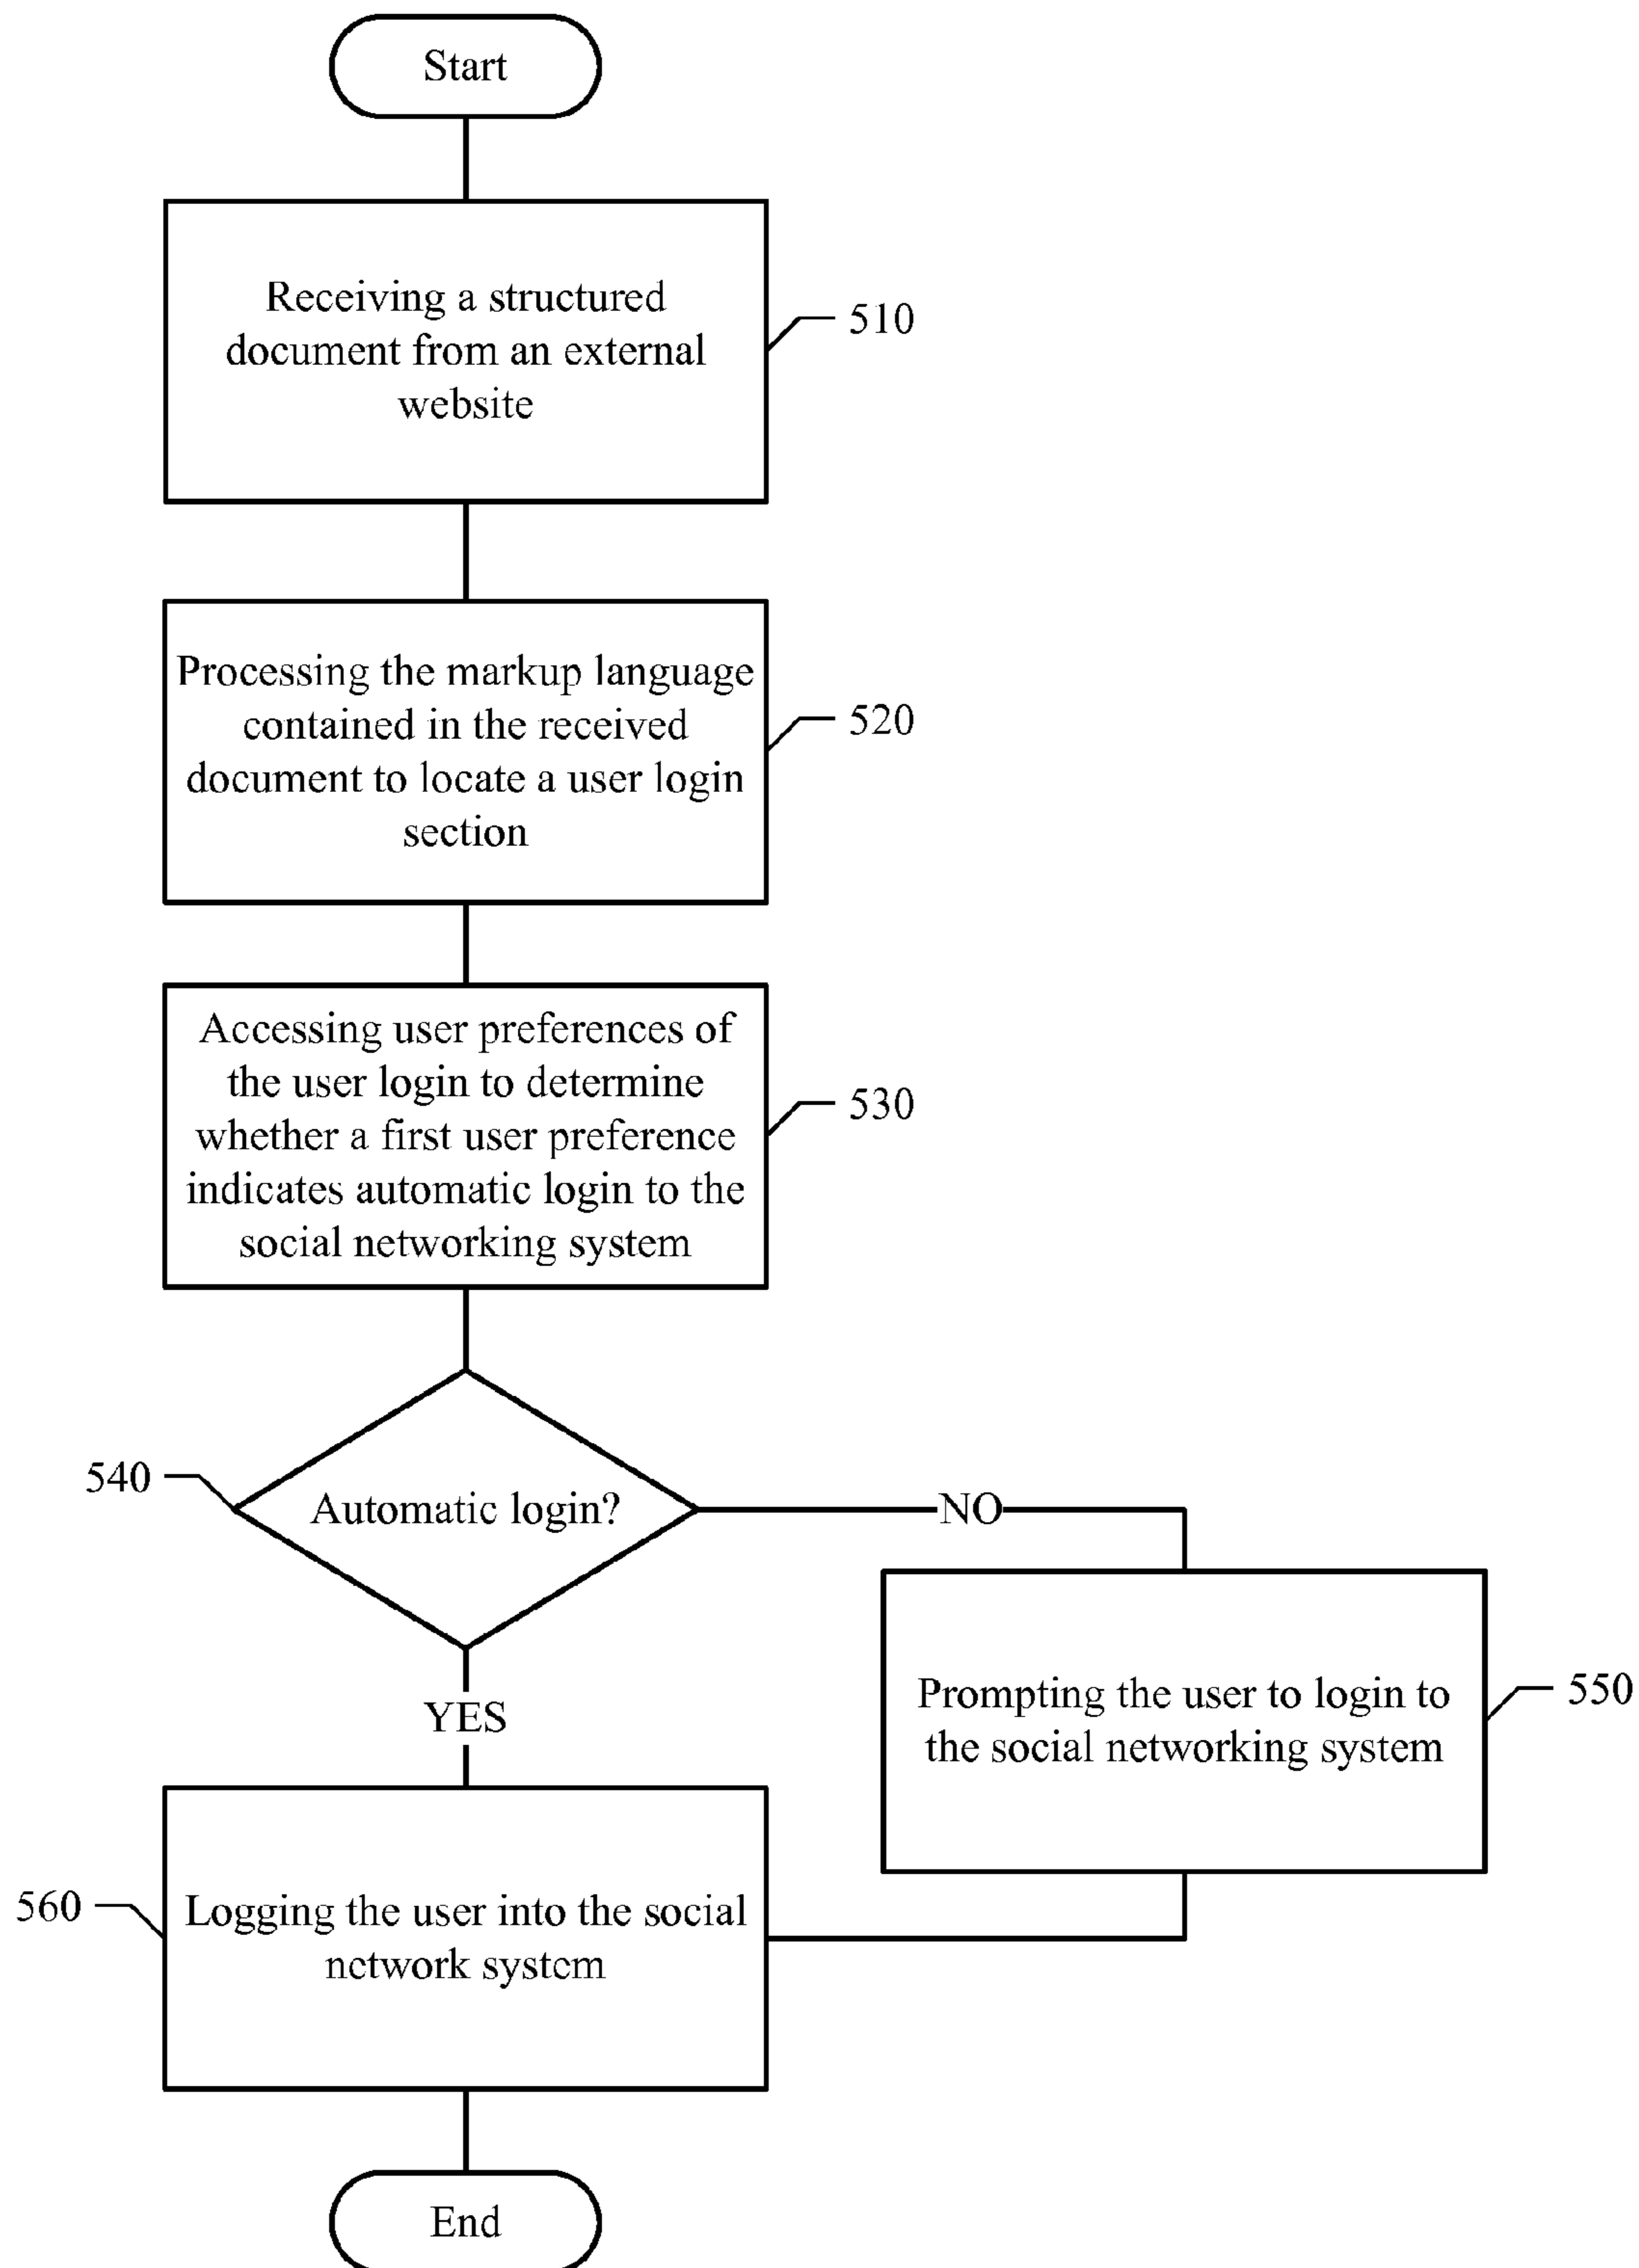 Start
Receiving a structured
document from an external
website
510
Processing the markup language
contained in the received
document to locate a user login
section
520
Accessing user preferences of
the user login to determine
whether a first user preference
indicates automatic login to the
social networking system
530
540
Automatic login?
NO
YES
Prompting the user to login to
the social networking system
550
560
Logging the user into the social
network system
End